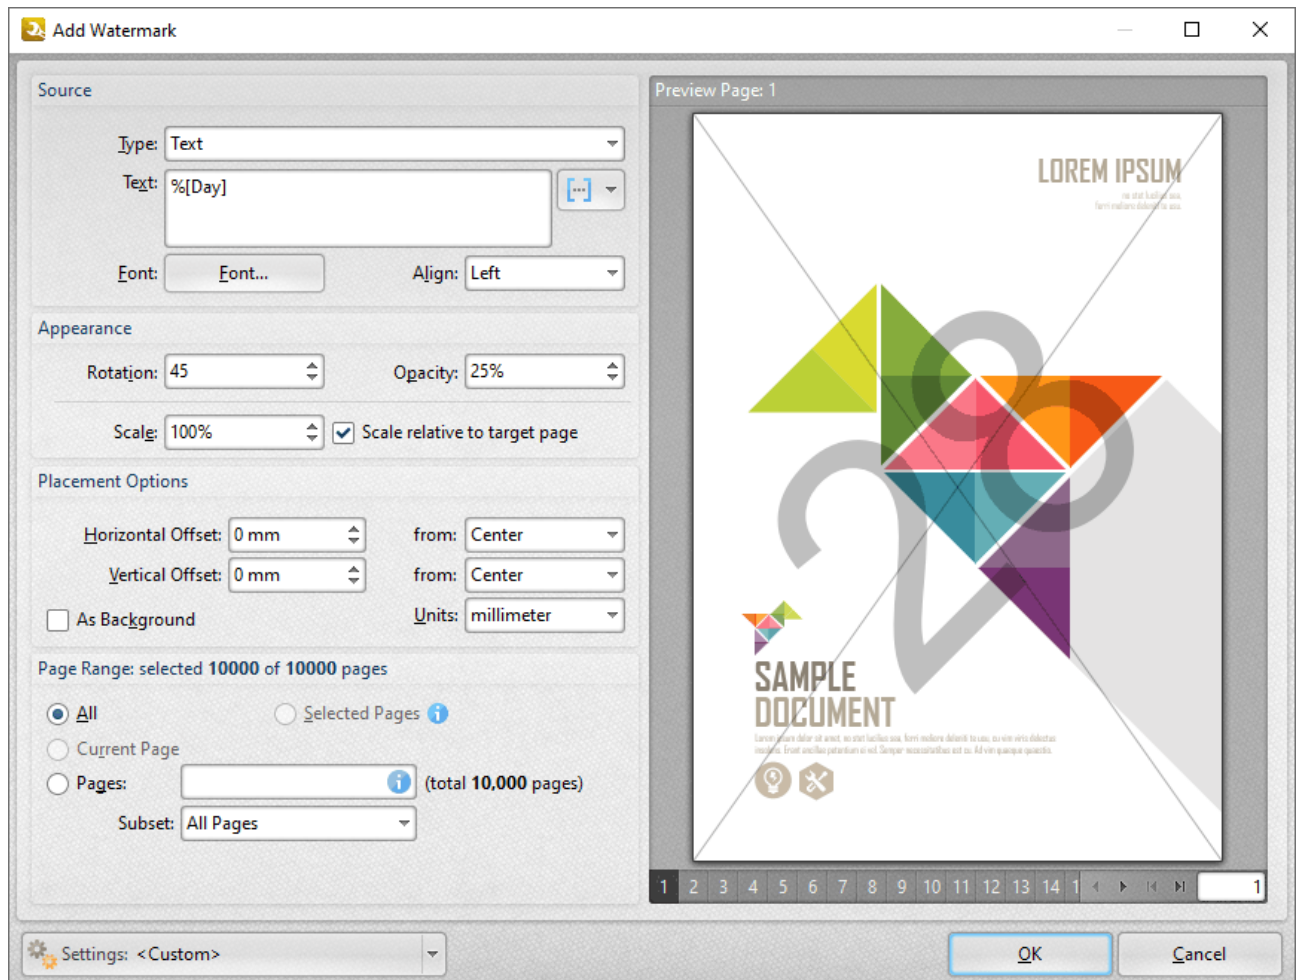 Add Watermark
Source
Type: Text
Text: %[Day]
Font: Font... Align: Left
Appearance
Rotation: 45 Opacity: 25%
Scale: 100% Scale relative to target page
Placement Options
Horizontal Offset: 0 mm from: Center
Vertical Offset: 0 mm from: Center
As Background Units: millimeter
Page Range: selected 10000 of 10000 pages
All Selected Pages
Current Page
Pages: (total 10,000 pages)
Subset: All Pages
Settings: <Custom>
Preview Page: 1
LOREM IPSUM
28
SAMPLE
DOCUMENT
1 2 3 4 5 6 7 8 9 10 11 12 13 14 1 1
OK Cancel